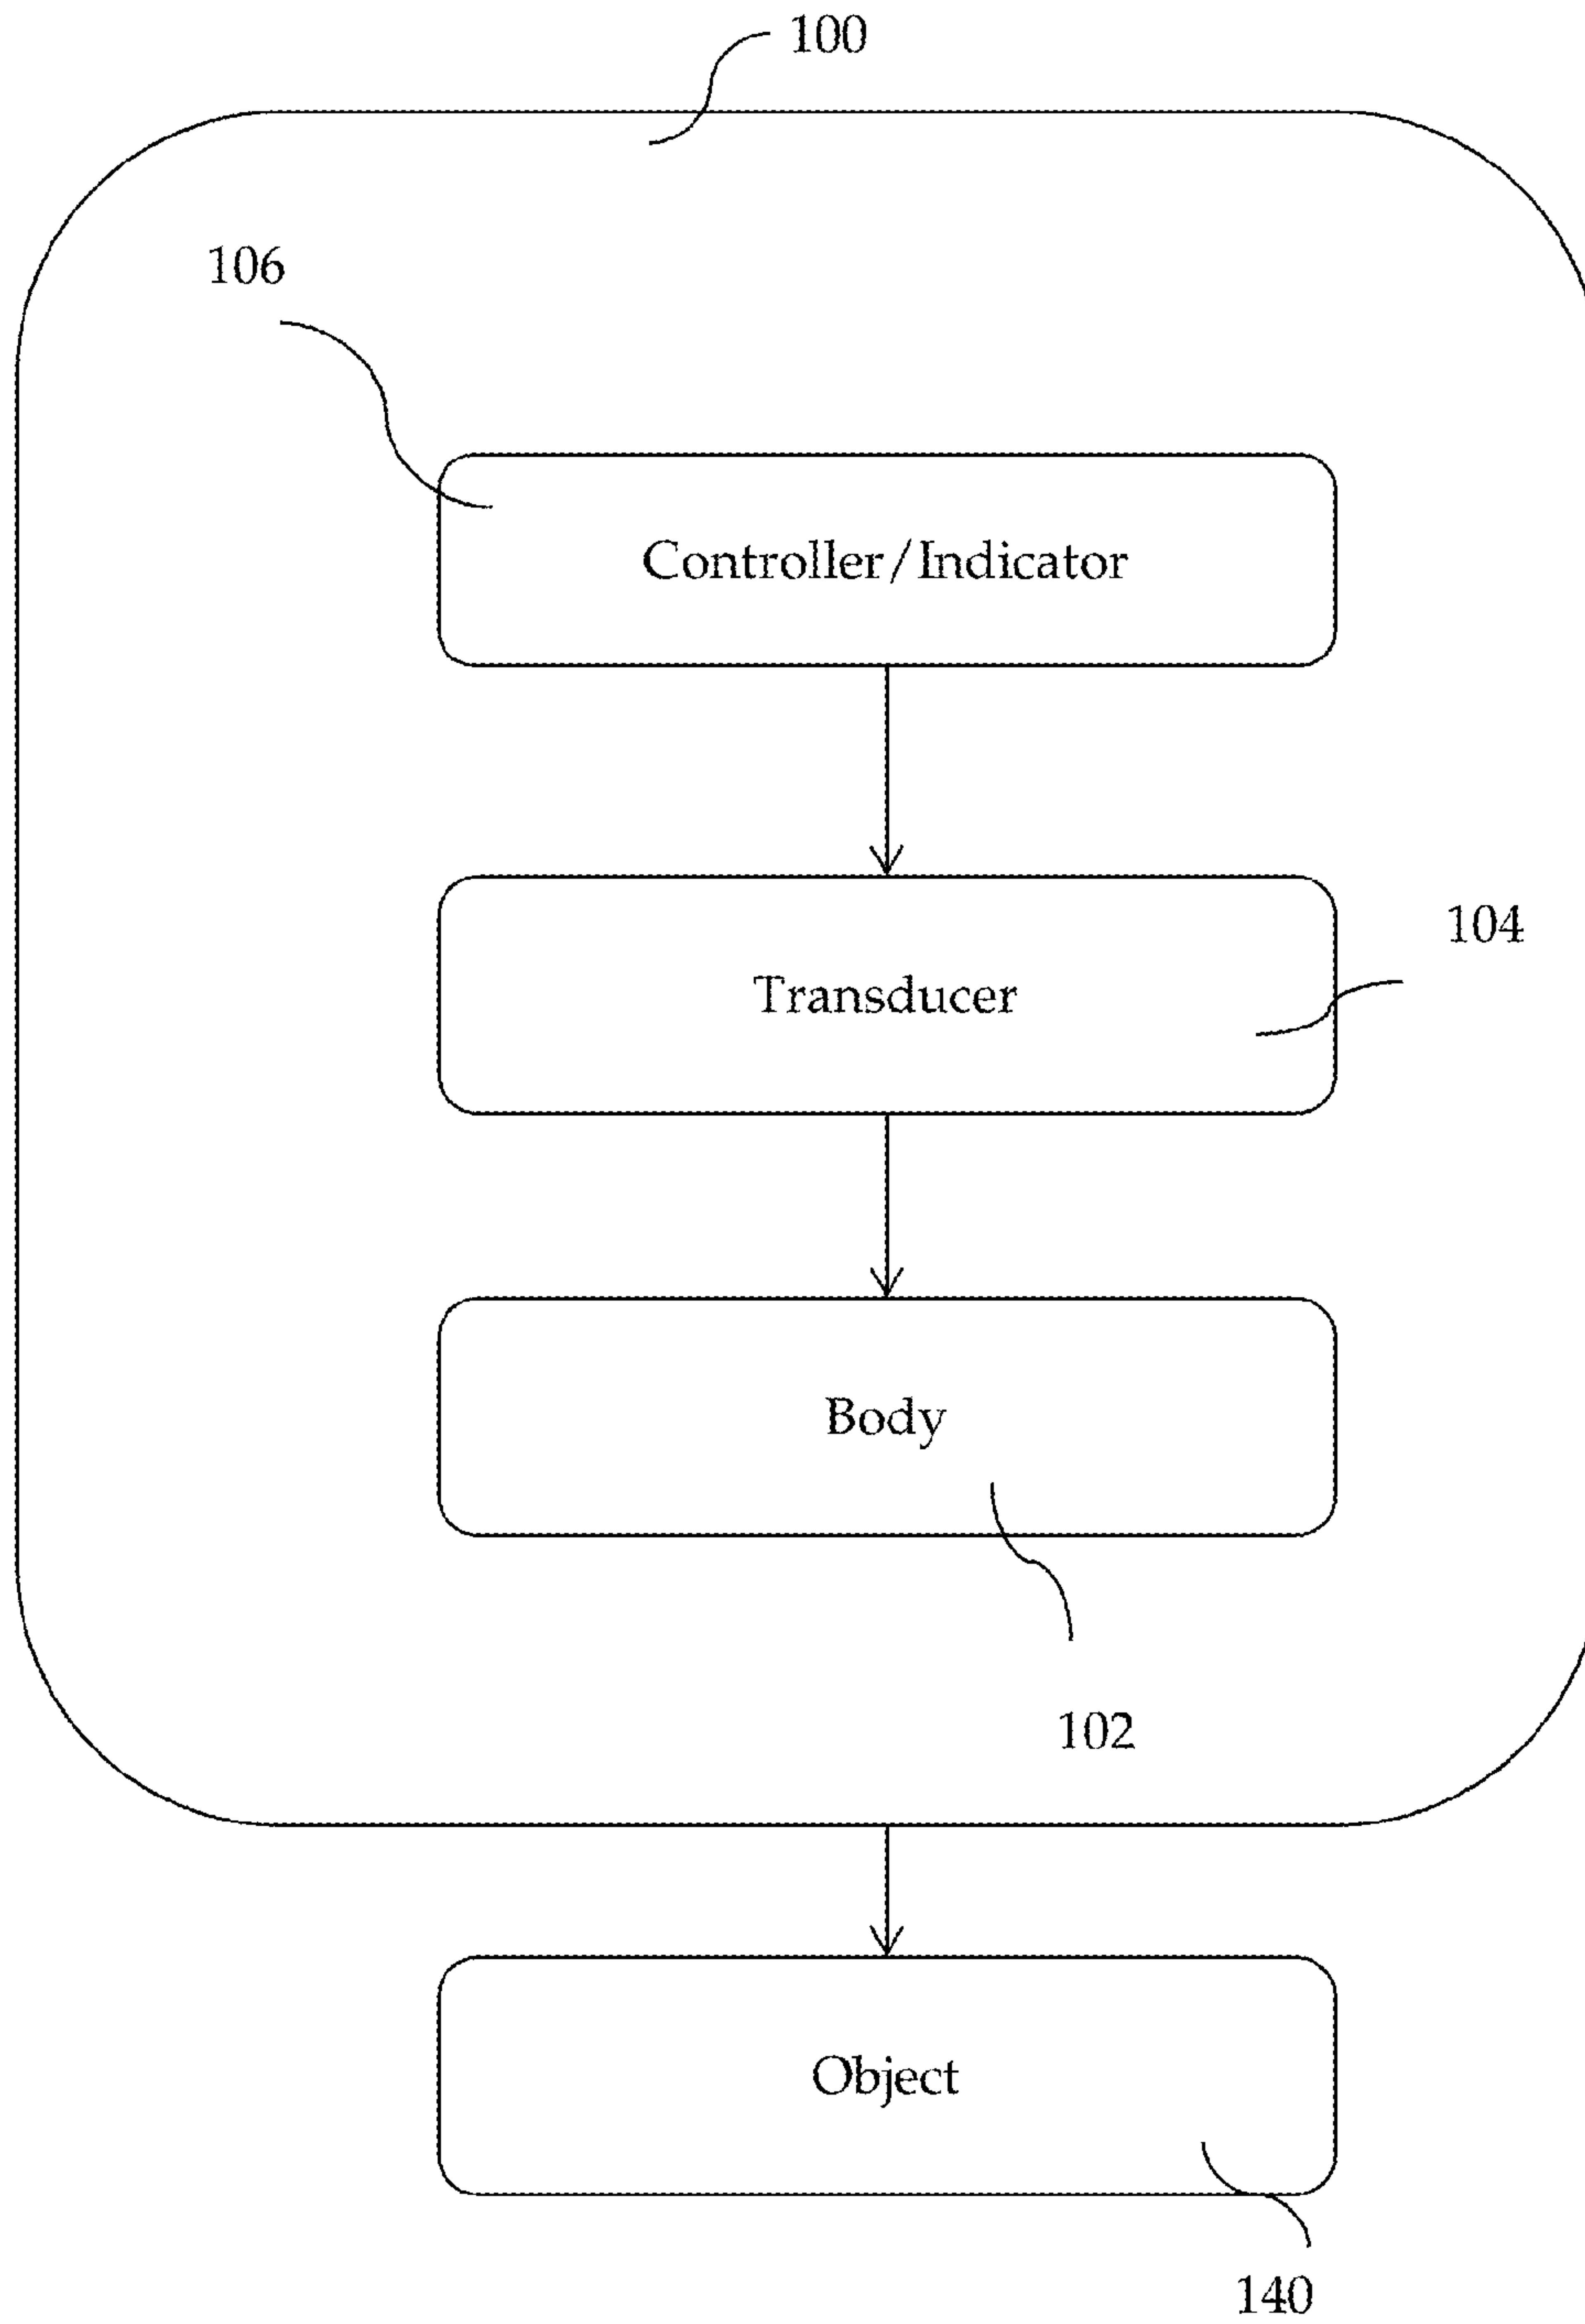 100
106
Controller/Indicator
104
Transducer
Body
102
Object
140